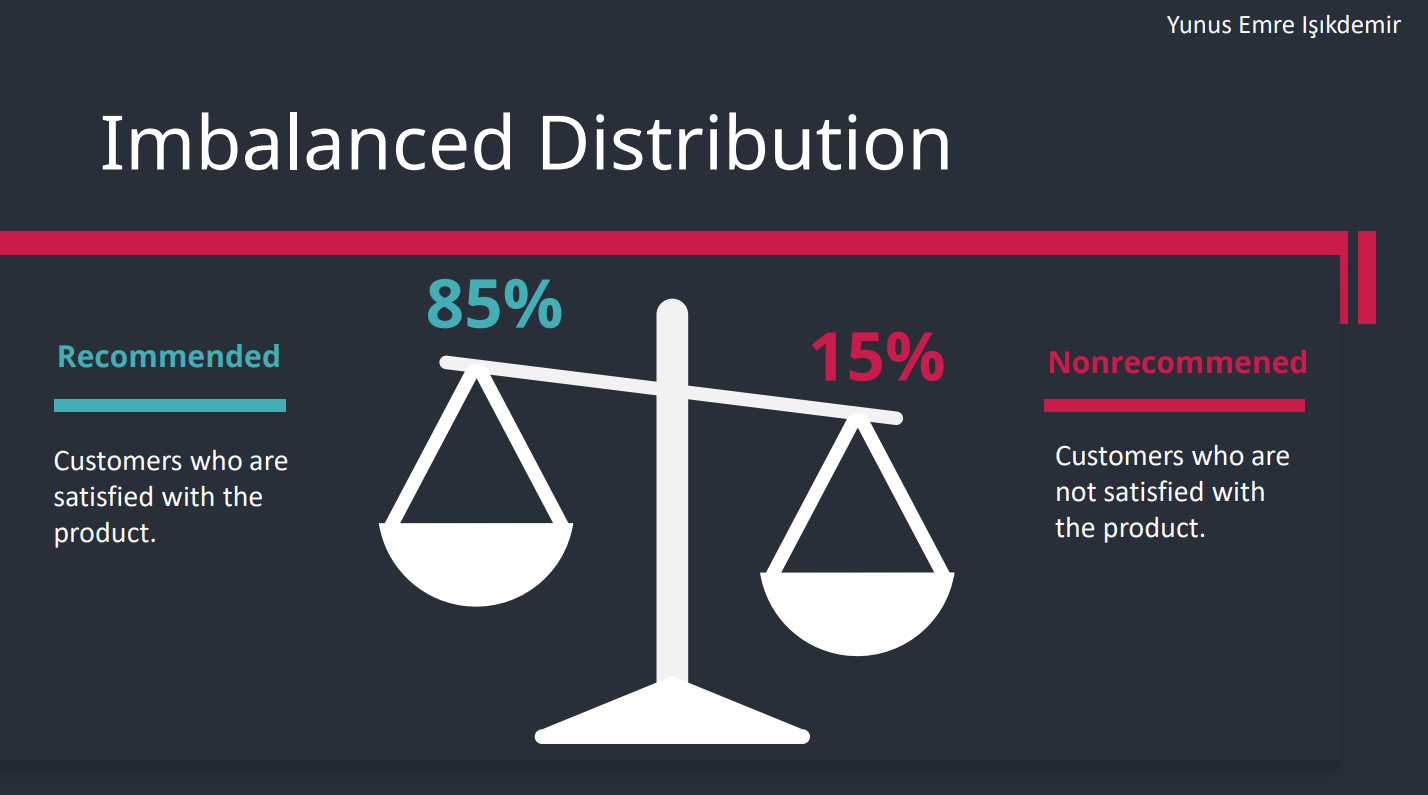 Yunus Emre Işıkdemir
Imbalanced Distribution
85%
15%
Recommended
Customers who are
satisfied with the
product.
Nonrecommened
Customers who are
not satisfied with
the product.